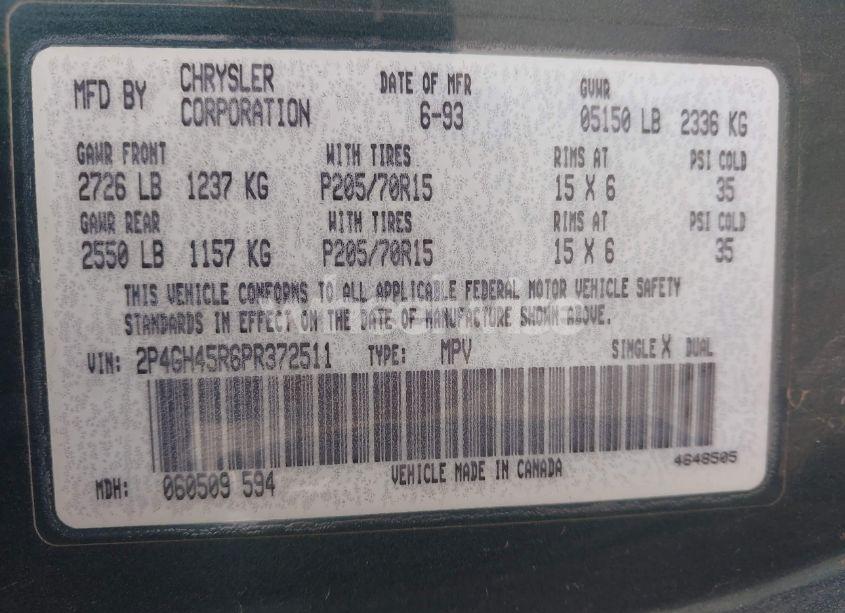 MFD BY CHRYSLER CORPORATION DATE OF MFR 6-93 GVWR 05150 LB 2336 KG
GAWR FRONT WITH TIRES RIMS AT PSI COLD
2726 LB 1237 KG P205/70R15 15 X 6 35
GAWR REAR WITH TIRES RIMS AT PSI COLD
2550 LB 1157 KG P205/70R15 15 X 6 35
THIS VEHICLE CONFORMS TO ALL APPLICABLE FEDERAL MOTOR VEHICLE SAFETY
STANDARDS IN EFFECT ON THE DATE OF MANUFACTURE SHOWN ABOVE.
VIN: 2P4GH45R6PR372511 TYPE: MPV SINGLE X DUAL
MDH: 060509 594 VEHICLE MADE IN CANADA 4648505